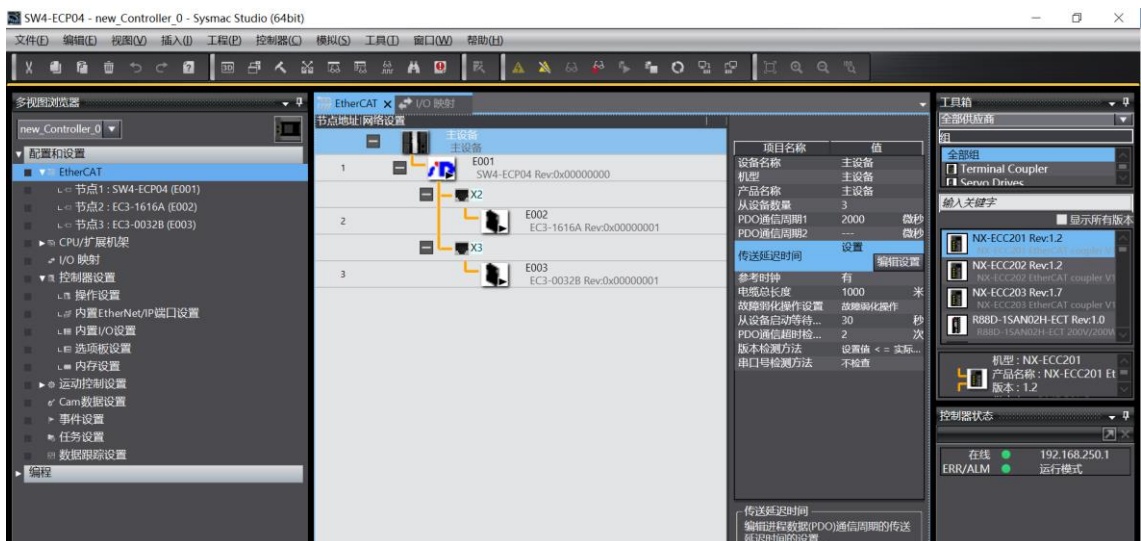 SW4-ECP04 - new_Controller_0 - Sysmac Studio (64bit)
文件(F) 编辑(E) 视图(V) 插入(I) 工程(P) 控制器(C) 模拟(S) 工具(T) 窗口(W) 帮助(H)
多视图浏览器
new_Controller_0
配置和设置
EtherCAT
节点1 : SW4-ECP04 (E001)
节点2 : EC3-1616A (E002)
节点3 : EC3-0032B (E003)
CPU/扩展机架
I/O 映射
控制器设置
操作设置
内置EtherNet/IP端口设置
内置I/O设置
选项板设置
内存设置
运动控制设置
Cam数据设置
事件设置
任务设置
数据跟踪设置
编程
EtherCAT I/O 映射
节点地址 网络设置
主设备
主设备
1 E001
SW4-ECP04 Rev:0x00000000
X2
2 E002
EC3-1616A Rev:0x00000001
X3
3 E003
EC3-0032B Rev:0x00000001
项目名称 值
设备名称 主设备
机型 主设备
产品名称 主设备
从设备数量 3
PDO通信周期1 2000 微秒
PDO通信周期2 --- 微秒
传送延迟时间 设置
编辑设置
参考时钟 有
电缆总长度 1000 米
故障弱化操作设置 故障弱化操作
从设备启动等待... 30 秒
PDO通信超时检... 2 次
版本检测方法 设置值 < = 实际...
串口号检测方法 不检查
传送延迟时间
编辑进程数据(PDO)通信周期的传送
延迟时间的设置
工具箱
全部供应商
组
全部组
Terminal Coupler
Servo Drives
输入关键字
显示所有版本
NX-ECC201 Rev:1.2
NX-ECC201 EtherCAT coupler V1
NX-ECC202 Rev:1.2
NX-ECC202 EtherCAT coupler V1
NX-ECC203 Rev:1.7
NX-ECC203 EtherCAT coupler V1
R88D-1SAN02H-ECT Rev:1.0
R88D-1SAN02H-ECT 200V/200W
机型 : NX-ECC201
产品名称 : NX-ECC201 Et
版本 : 1.2
控制器状态
在线 192.168.250.1
ERR/ALM 运行模式